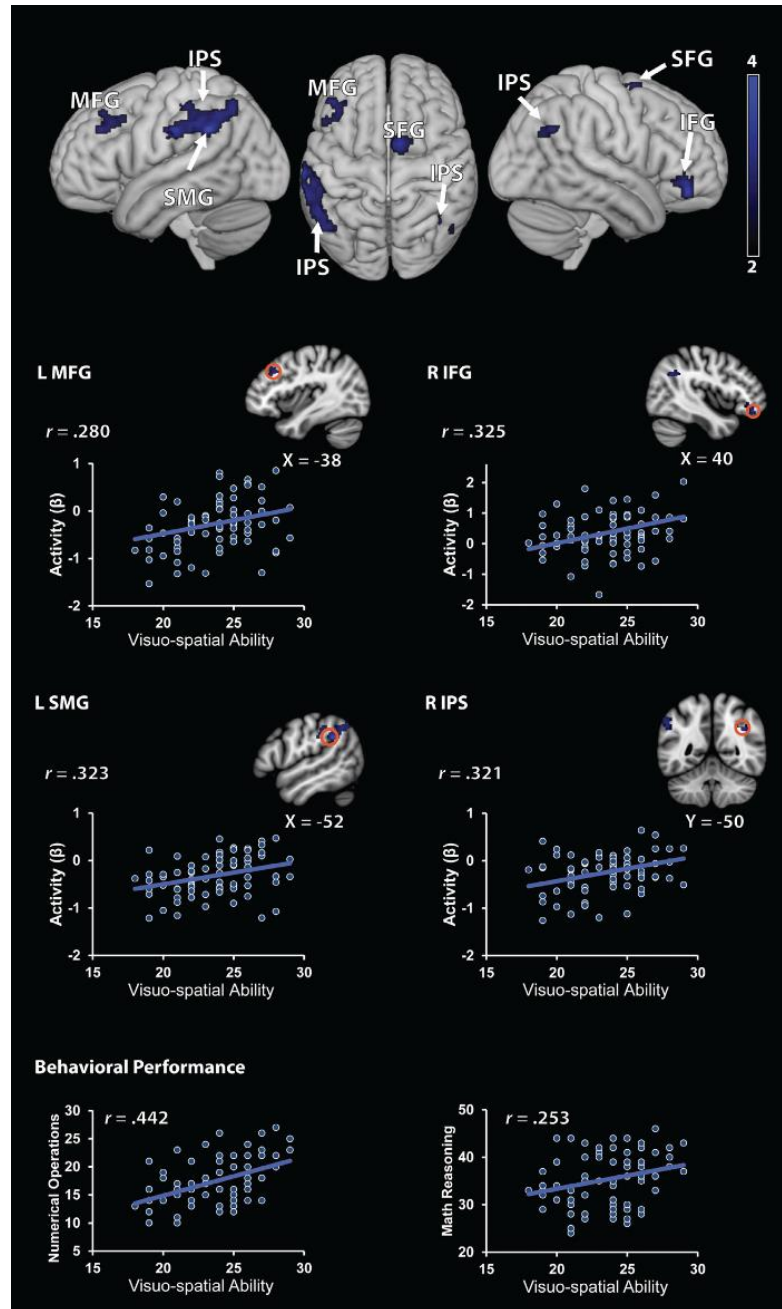 IPS
MFG
SMG
MFG
SFG
IPS
IPS
IPS
SFG
IFG
4
2
L MFG
r = .280
X = -38
Activity (β)
1
0
-1
-2
15 20 25 30
Visuo-spatial Ability
R IFG
r = .325
X = 40
Activity (β)
2
1
0
-1
-2
15 20 25 30
Visuo-spatial Ability
L SMG
r = .323
X = -52
Activity (β)
1
0
-1
-2
15 20 25 30
Visuo-spatial Ability
R IPS
r = .321
Y = -50
Activity (β)
1
0
-1
-2
15 20 25 30
Visuo-spatial Ability
Behavioral Performance
r = .442
Numerical Operations
30
25
20
15
10
5
15 20 25 30
Visuo-spatial Ability
r = .253
Math Reasoning
50
40
30
20
15 20 25 30
Visuo-spatial Ability